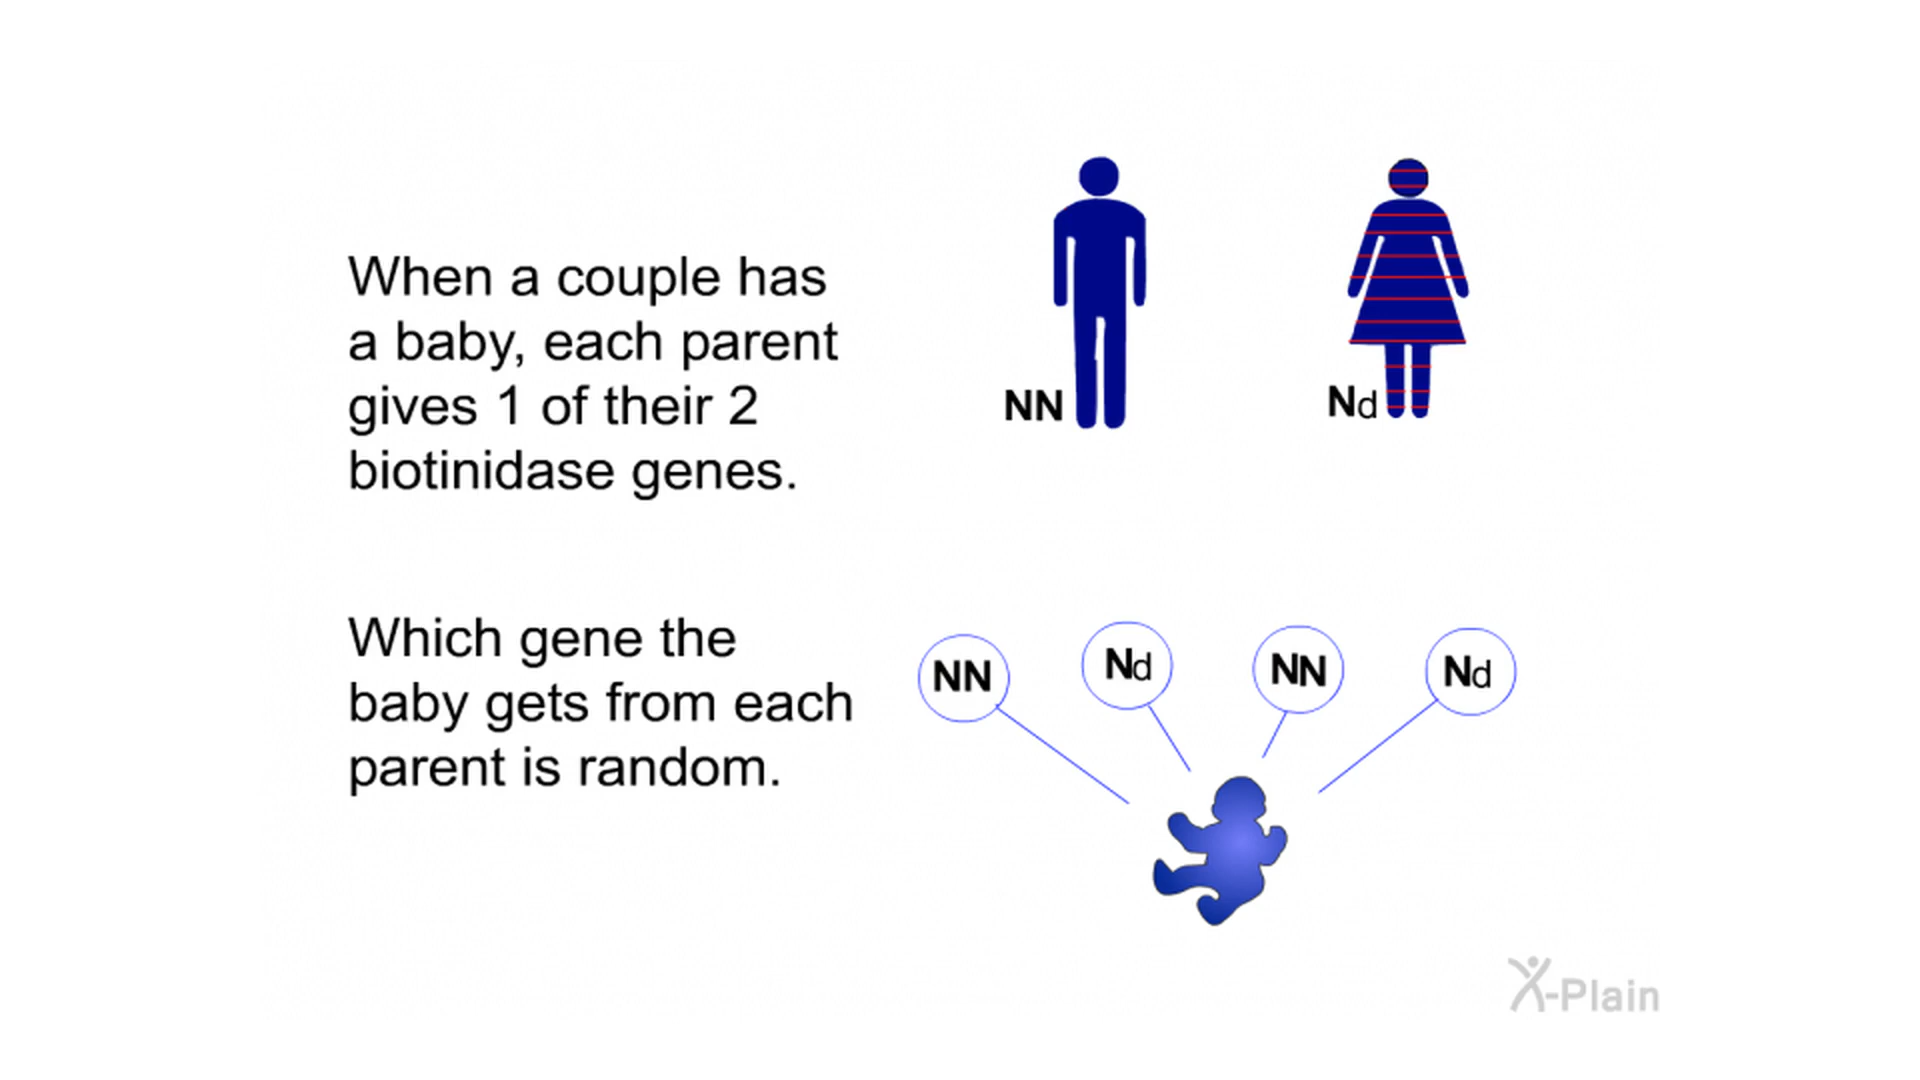 When a couple has
a baby, each parent
gives 1 of their 2
biotinidase genes.
NN
Nd
Which gene the
baby gets from each
parent is random.
NN
Nd
NN
Nd
X-Plain